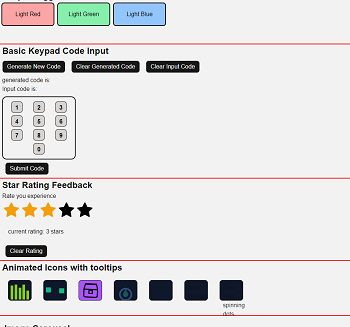 Light Red Light Green Light Blue
Basic Keypad Code Input
Generate New Code Clear Generated Code Clear Input Code
generated code is:
Input code is:
1 2 3
4 5 6
7 8 9
0
Submit Code
Star Rating Feedback
Rate you experience
current rating: 3 stars
Clear Rating
Animated Icons with tooltips
spinning
dots